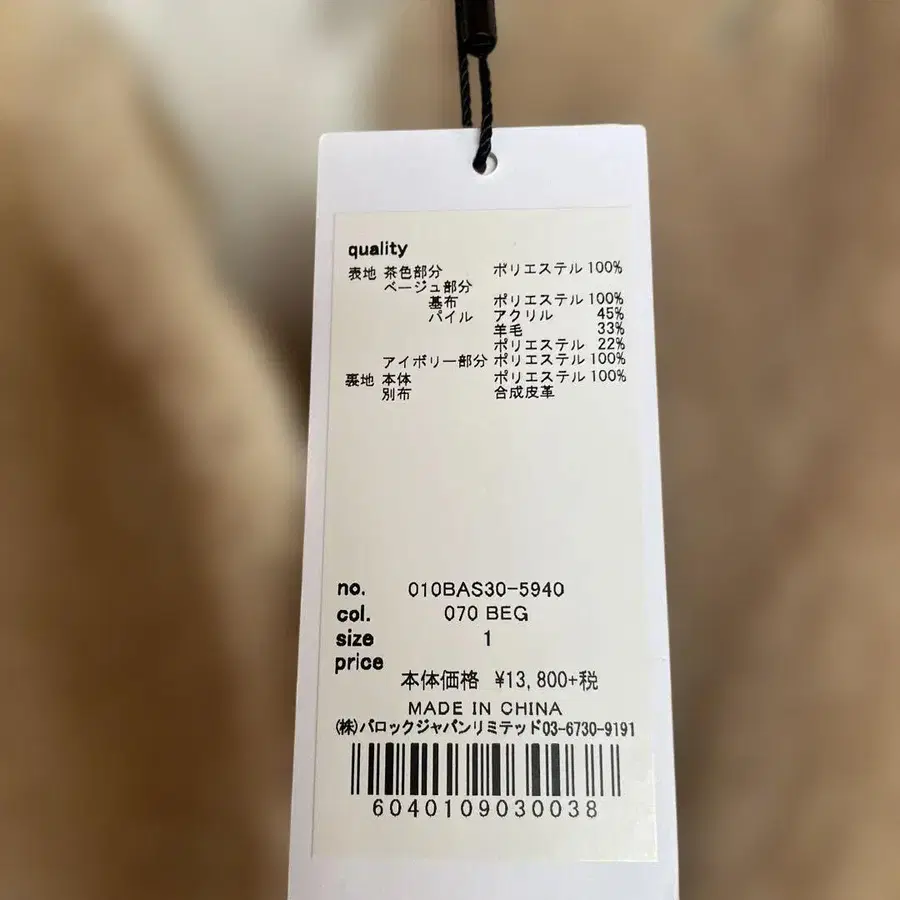 quality
表地 茶色部分 ポリエステル 100%
ベージュ部分
基布 ポリエステル 100%
パイル アクリル 45%
羊毛 33%
ポリエステル 22%
アイボリー部分 ポリエステル 100%
裏地 本体 ポリエステル 100%
別布 合成皮革
no. 010BAS30-5940
col. 070 BEG
size 1
price
本体価格 ¥13,800+税
MADE IN CHINA
(株)バロックジャパンリミテッド03-6730-9191
6040109030038